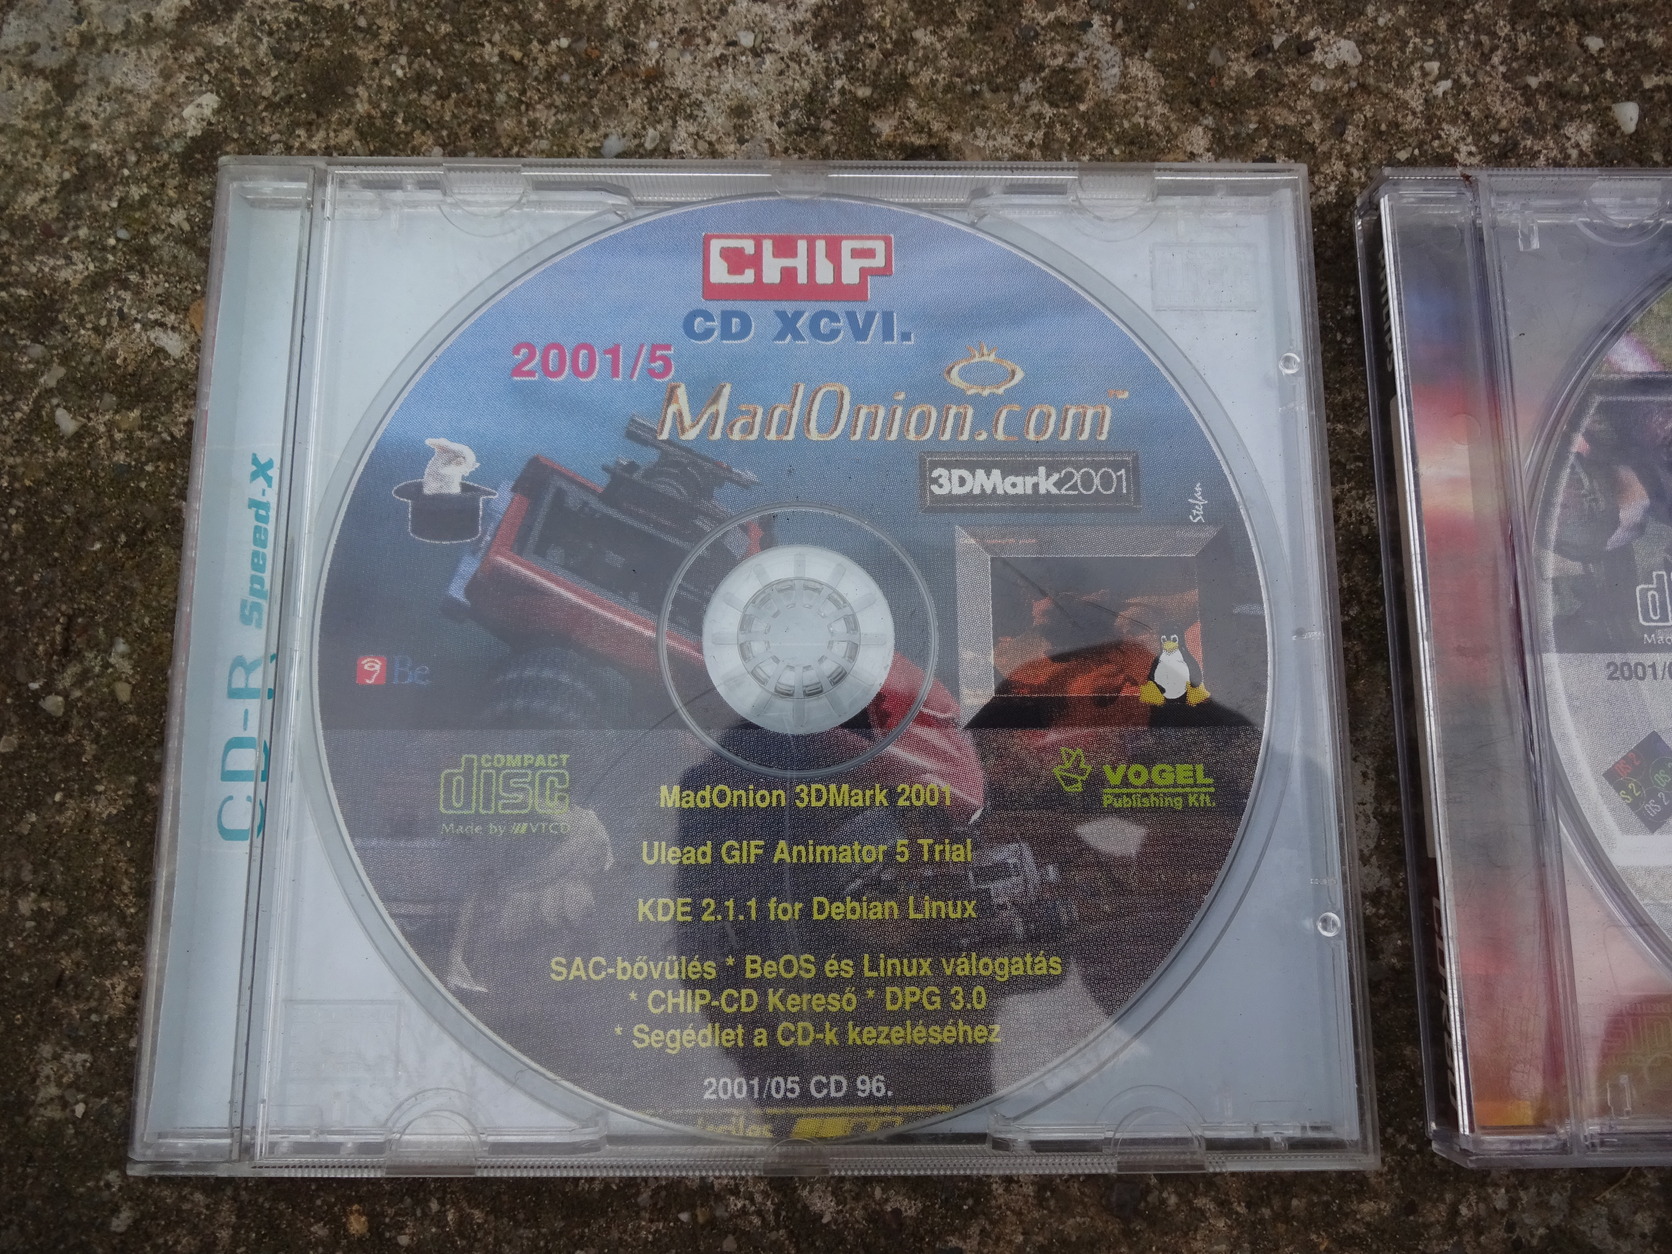 CHIP
CD XCVI.
2001/5
MadOnion.com™
3DMark2001
Stefan
Be
COMPACT
disc
Made by VTCD
VOGEL
Publishing Kft.
MadOnion 3DMark 2001
Ulead GIF Animator 5 Trial
KDE 2.1.1 for Debian Linux
SAC-bővülés * BeOS és Linux válogatás
* CHIP-CD Kereső * DPG 3.0
* Segédlet a CD-k kezeléséhez
2001/05 CD 96.
CD-R Speed-X